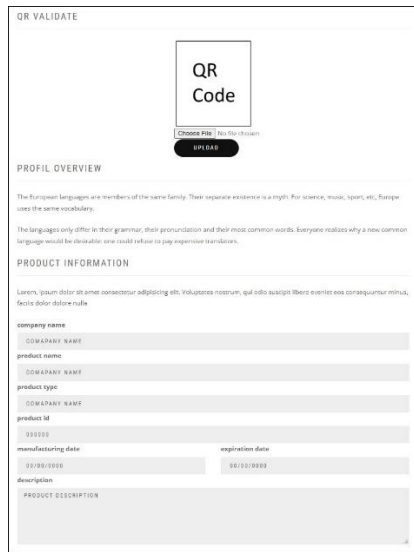 QR VALIDATE
QR
Code
Choose File No file chosen
UPLOAD
PROFIL OVERVIEW
The European languages are members of the same family. Their separate existence is a myth. For science, music, sport, etc, Europe
uses the same vocabulary.
The languages only differ in their grammar, their pronunciation and their most common words. Everyone realizes why a new common
language would be desirable: one could refuse to pay expensive translators.
PRODUCT INFORMATION
Lorem, ipsum dolor sit amet consectetur adipisicing elit. Voluptates nostrum, qui odio suscipit libero eveniet eos consequuntur minus,
facilis dolor dolore nulla
company name
COMAPANY NAME
product name
COMAPANY NAME
product type
COMAPANY NAME
product id
000000
manufacturing date expiration date
00/00/0000 00/00/0000
description
PRODUCT DESCRIPTION